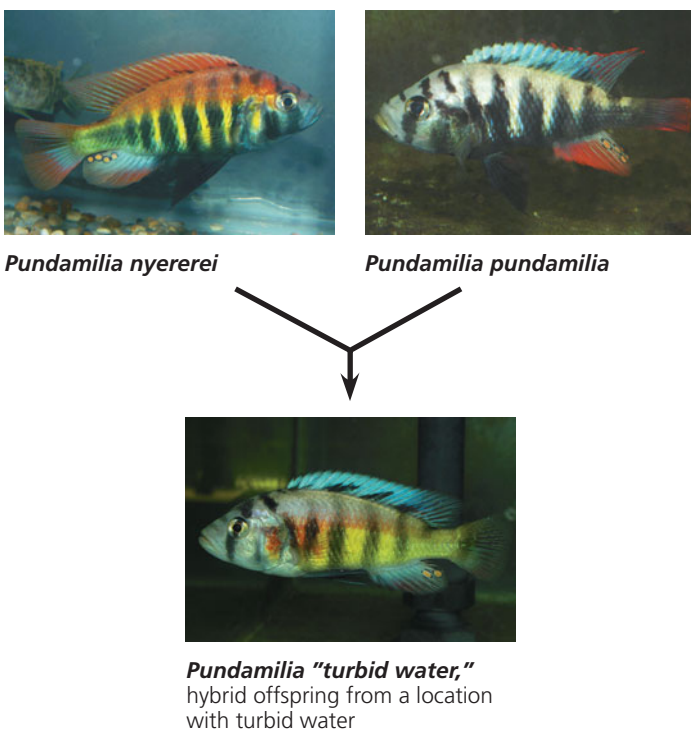 Pundamilia nyererei
Pundamilia pundamilia
Pundamilia "turbid water,"
hybrid offspring from a location
with turbid water